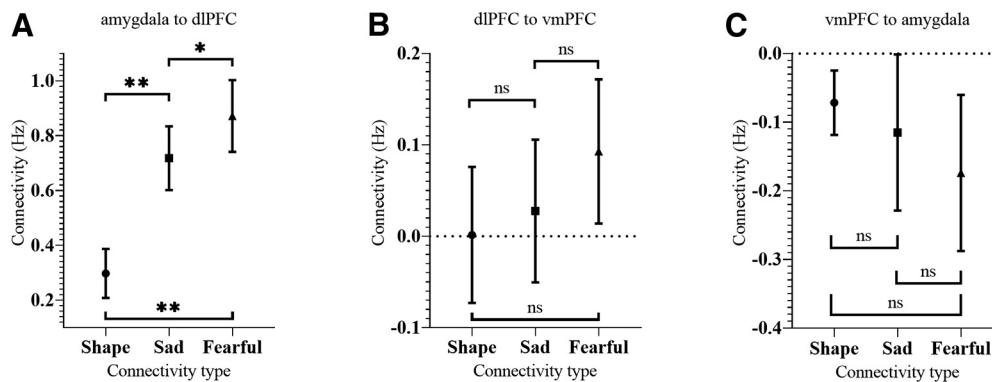 A
amygdala to dlPFC
Connectivity (Hz)
1.0
0.8
0.6
0.4
0.2
**
*
**
Shape Sad Fearful
Connectivity type
B
dlPFC to vmPFC
Connectivity (Hz)
0.2
0.1
0.0
-0.1
ns
ns
ns
Shape Sad Fearful
Connectivity type
C
vmPFC to amygdala
Connectivity (Hz)
0.0
-0.1
-0.2
-0.3
-0.4
ns
ns
ns
Shape Sad Fearful
Connectivity type